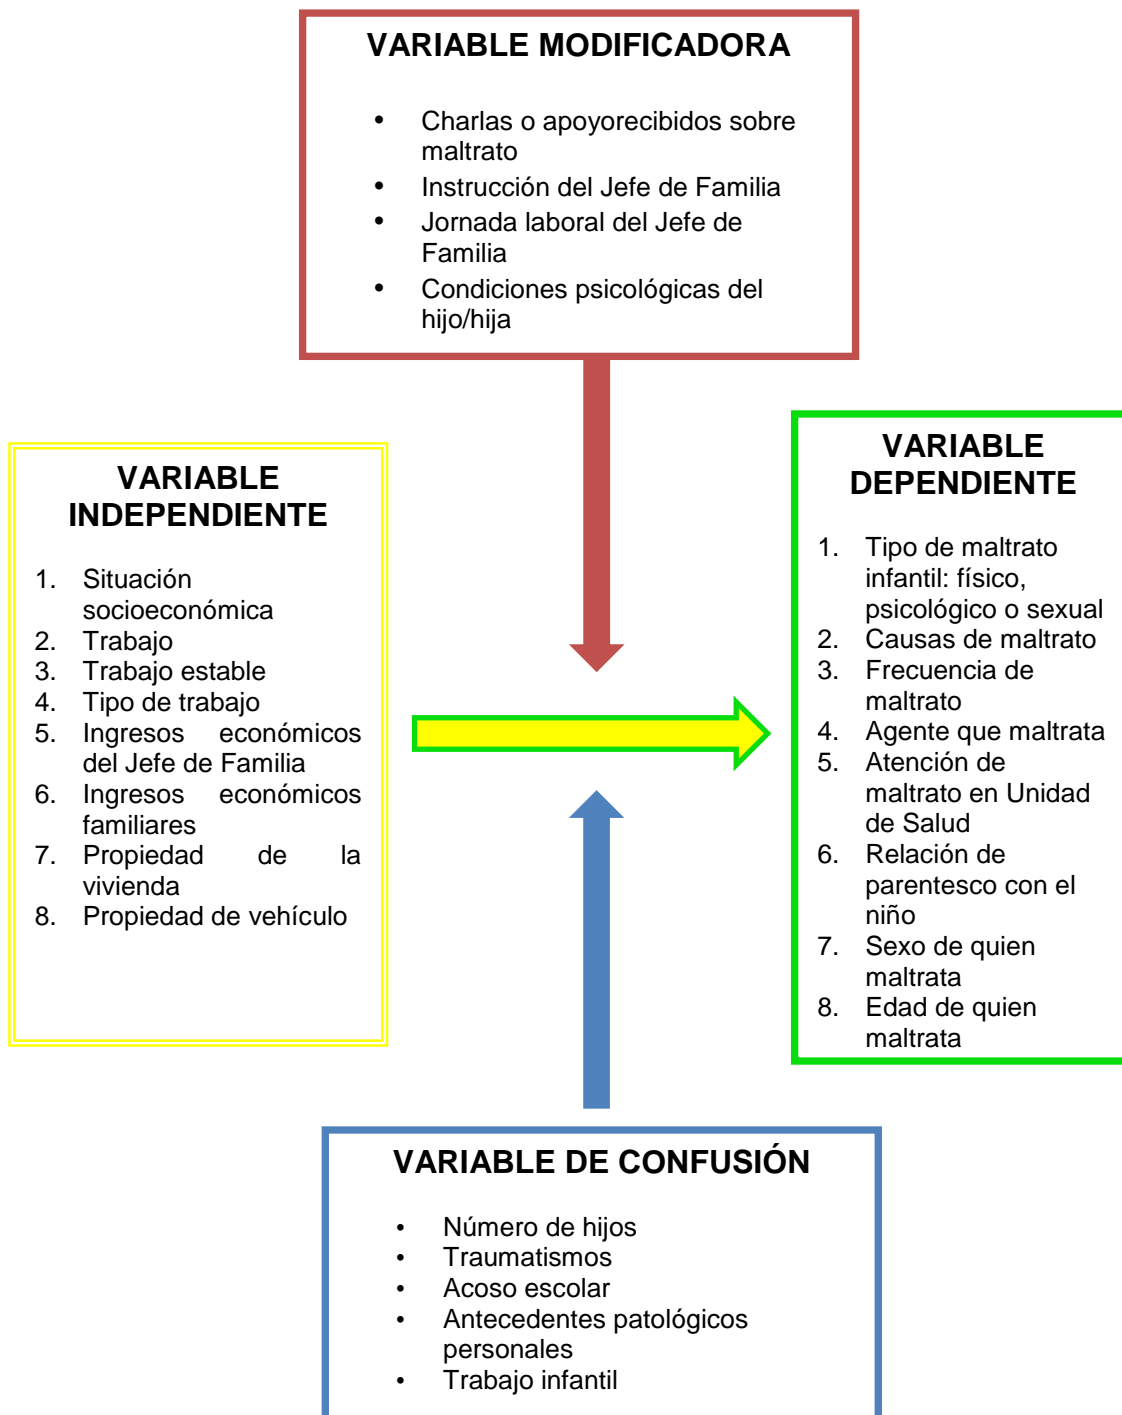 VARIABLE MODIFICADORA
• Charlas o apoyorecibidos sobre
maltrato
• Instrucción del Jefe de Familia
• Jornada laboral del Jefe de
Familia
• Condiciones psicológicas del
hijo/hija
VARIABLE
INDEPENDIENTE
1. Situación
socioeconómica
2. Trabajo
3. Trabajo estable
4. Tipo de trabajo
5. Ingresos económicos
del Jefe de Familia
6. Ingresos económicos
familiares
7. Propiedad de la
vivienda
8. Propiedad de vehículo
VARIABLE
DEPENDIENTE
1. Tipo de maltrato
infantil: físico,
psicológico o sexual
2. Causas de maltrato
3. Frecuencia de
maltrato
4. Agente que maltrata
5. Atención de
maltrato en Unidad
de Salud
6. Relación de
parentesco con el
niño
7. Sexo de quien
maltrata
8. Edad de quien
maltrata
VARIABLE DE CONFUSIÓN
• Número de hijos
• Traumatismos
• Acoso escolar
• Antecedentes patológicos
personales
• Trabajo infantil